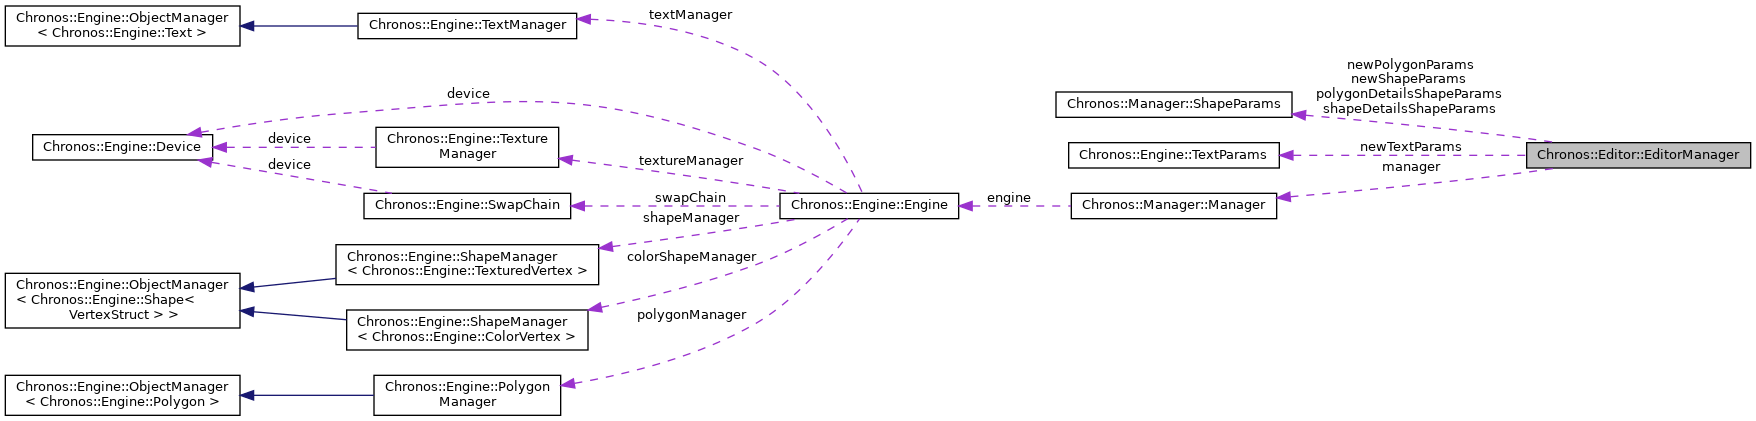 Chronos::Engine::ObjectManager
< Chronos::Engine::Text >
Chronos::Engine::TextManager
textManager
device
Chronos::Engine::Device
device
device
Chronos::Engine::Texture
Manager
textureManager
Chronos::Engine::SwapChain
swapChain
shapeManager
Chronos::Engine::ShapeManager
< Chronos::Engine::TexturedVertex >
colorShapeManager
Chronos::Engine::ObjectManager
< Chronos::Engine::Shape<
VertexStruct > >
Chronos::Engine::ShapeManager
< Chronos::Engine::ColorVertex >
polygonManager
Chronos::Engine::ObjectManager
< Chronos::Engine::Polygon >
Chronos::Engine::Polygon
Manager
Chronos::Engine::Engine
engine
Chronos::Manager::Manager
Chronos::Manager::ShapeParams
Chronos::Engine::TextParams
newPolygonParams
newShapeParams
polygonDetailsShapeParams
shapeDetailsShapeParams
newTextParams
manager
Chronos::Editor::EditorManager